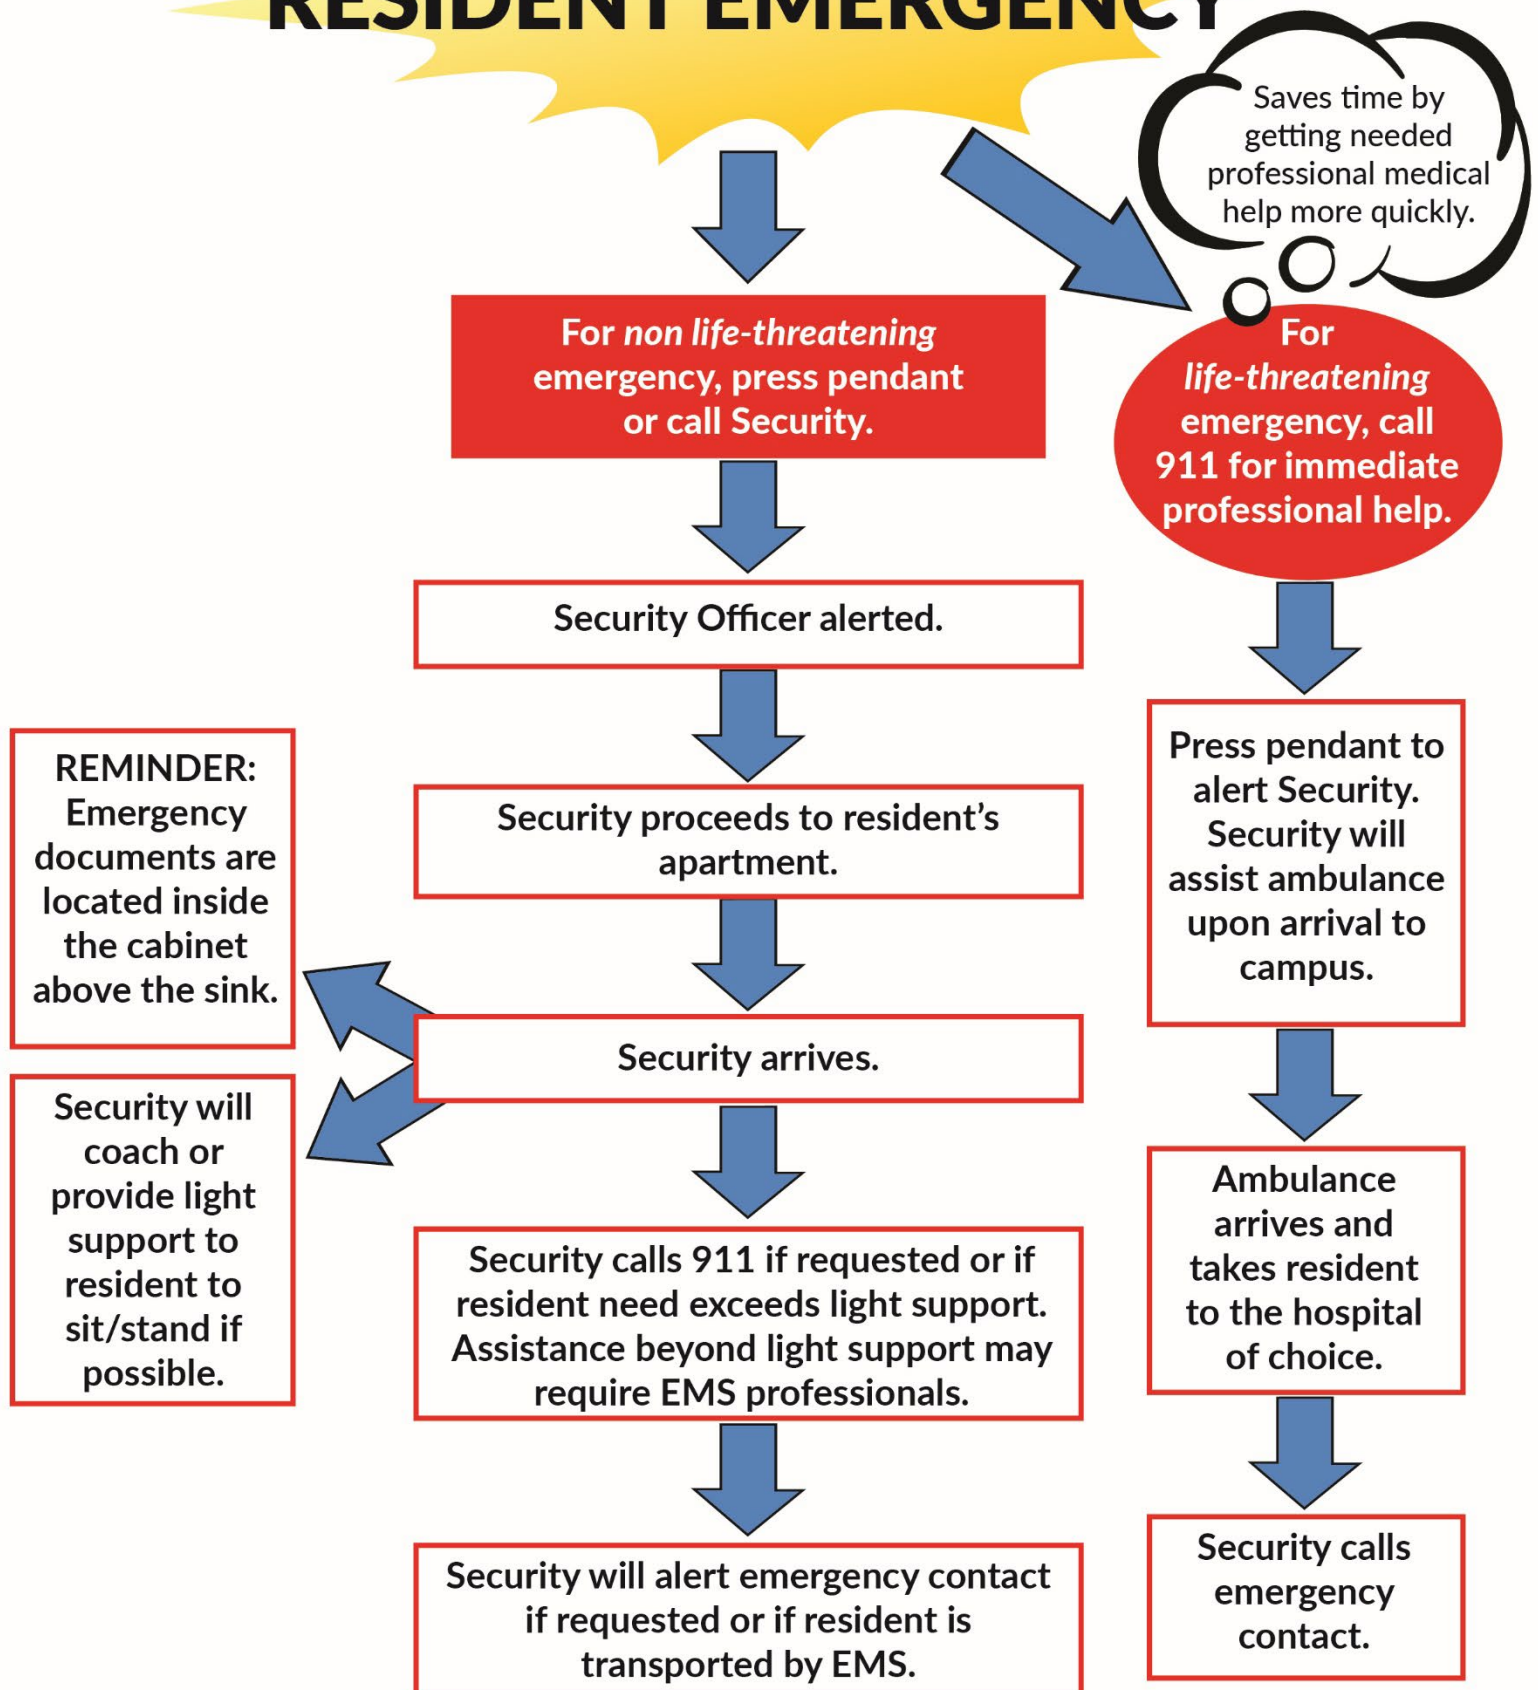 RESIDENT EMERGENCY
Saves time by
getting needed
professional medical
help more quickly.
For non life-threatening
emergency, press pendant
or call Security.
For
life-threatening
emergency, call
911 for immediate
professional help.
Security Officer alerted.
Security proceeds to resident’s
apartment.
Press pendant to
alert Security.
Security will
assist ambulance
upon arrival to
campus.
REMINDER:
Emergency
documents are
located inside
the cabinet
above the sink.
Security arrives.
Security will
coach or
provide light
support to
resident to
sit/stand if
possible.
Security calls 911 if requested or if
resident need exceeds light support.
Assistance beyond light support may
require EMS professionals.
Ambulance
arrives and
takes resident
to the hospital
of choice.
Security will alert emergency contact
if requested or if resident is
transported by EMS.
Security calls
emergency
contact.